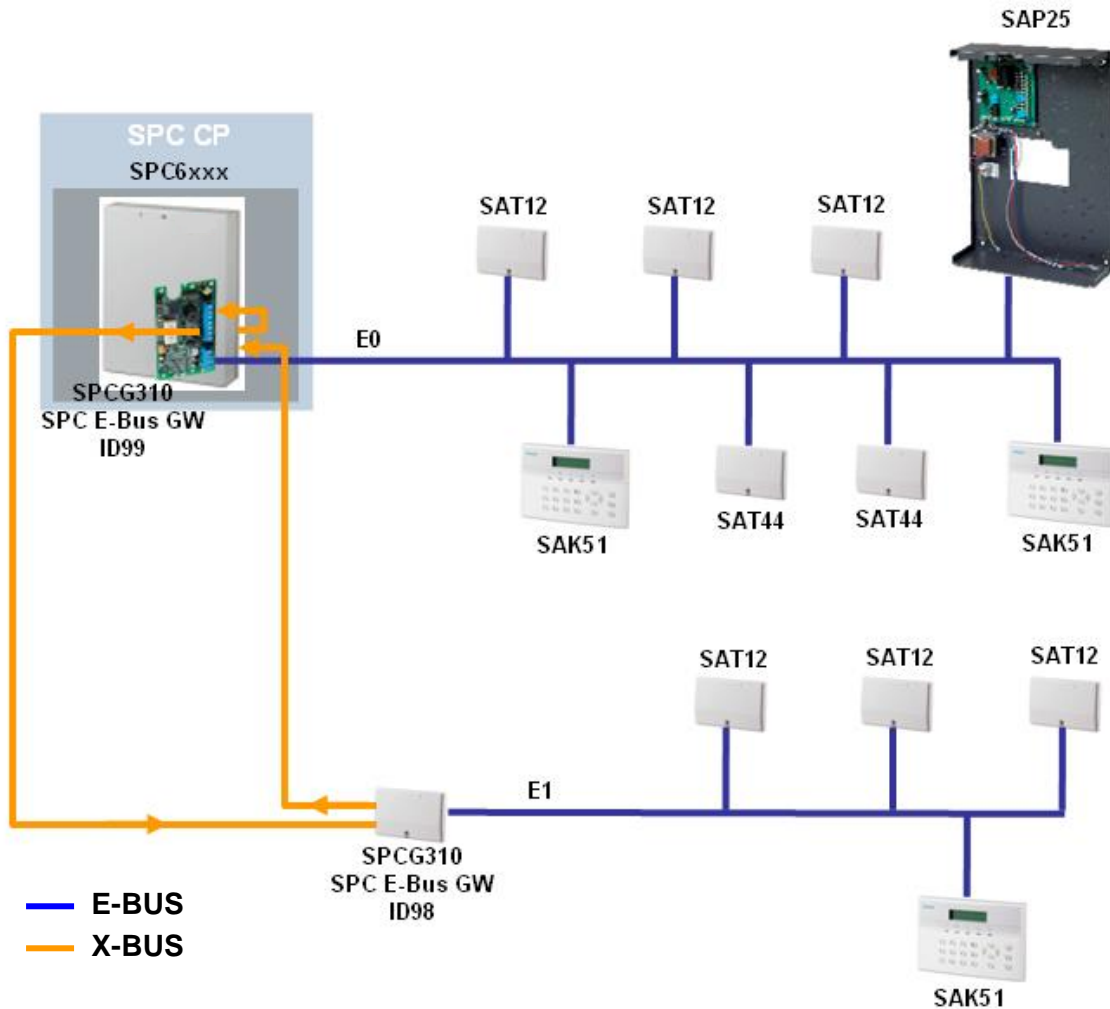 SAP25
SPC CP
SPC6xxx
SAT12
SAT12
SAT12
E0
SPCG310
SPC E-Bus GW
ID99
SAK51
SAT44
SAT44
SAK51
SAT12
SAT12
SAT12
E1
SPCG310
SPC E-Bus GW
ID98
E-BUS
X-BUS
SAK51